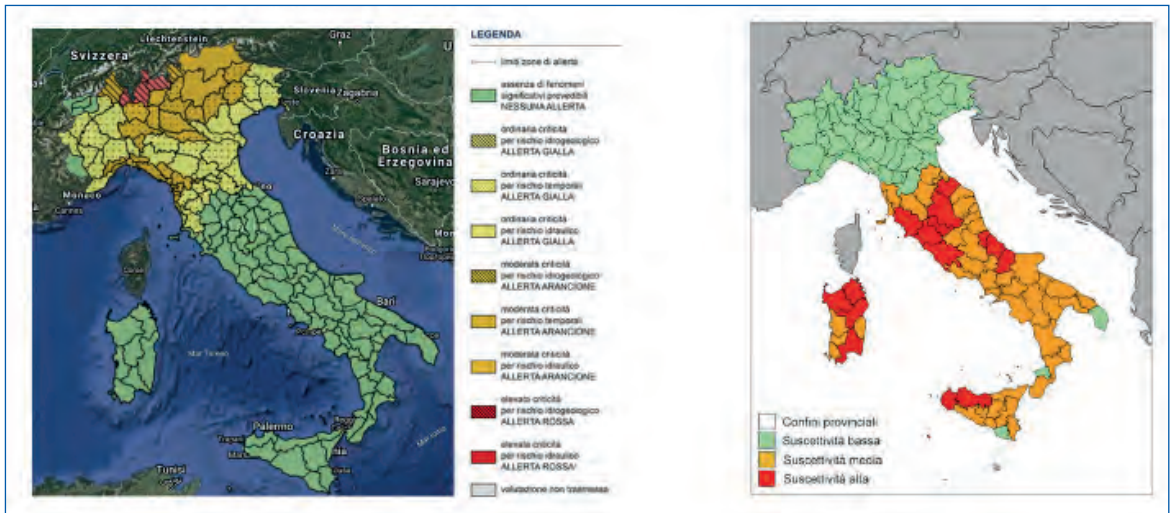 Liechtenstein
Graz
Svizzera
Slovenia
Zagabria
Croazia
Bosnia ed
Erzegovina
Sarajevo
Monaco
Cannes
Mar Tirreno
Bari
Palermo
Trapani
Tunisi
LEGENDA
limiti zone di allerta
assenza di fenomeni
significativi prevedibili
NESSUNA ALLERTA
ordinaria criticità
per rischio idrogeologico
ALLERTA GIALLA
ordinaria criticità
per rischio temporali
ALLERTA GIALLA
ordinaria criticità
per rischio idraulico
ALLERTA GIALLA
moderata criticità
per rischio idrogeologico
ALLERTA ARANCIONE
moderata criticità
per rischio temporali
ALLERTA ARANCIONE
moderata criticità
per rischio idraulico
ALLERTA ARANCIONE
elevata criticità
per rischio idrogeologico
ALLERTA ROSSA
elevata criticità
per rischio idraulico
ALLERTA ROSSA
valutazione non trasmessa
Confini provinciali
Suscettività bassa
Suscettività media
Suscettività alta